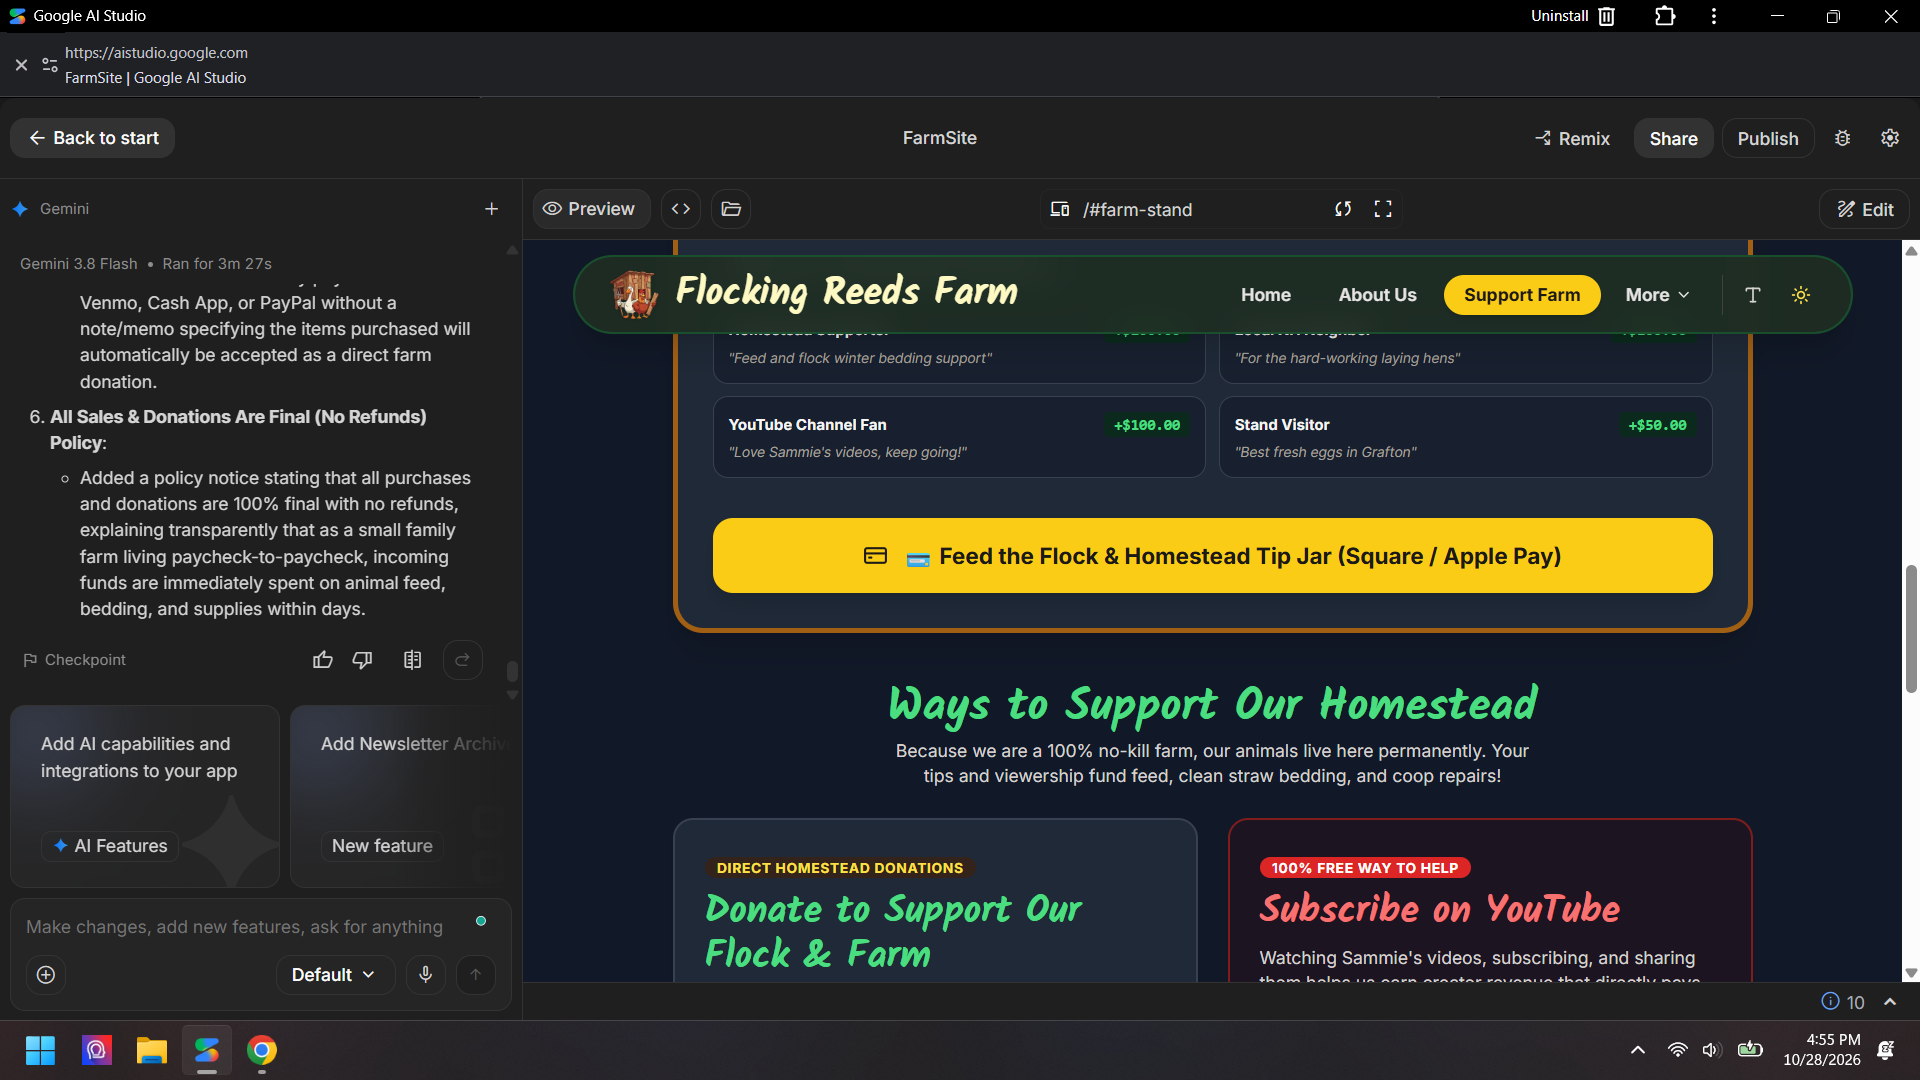 Google AI Studio
Uninstall
https://aistudio.google.com
FarmSite | Google AI Studio
Back to start
FarmSite
Remix
Share
Publish
Gemini
Preview
/#farm-stand
Edit
Gemini 3.8 Flash • Ran for 3m 27s
Venmo, Cash App, or PayPal without a
note/memo specifying the items purchased will
automatically be accepted as a direct farm
donation.
6. All Sales & Donations Are Final (No Refunds)
Policy:
Added a policy notice stating that all purchases
and donations are 100% final with no refunds,
explaining transparently that as a small family
farm living paycheck-to-paycheck, incoming
funds are immediately spent on animal feed,
bedding, and supplies within days.
Checkpoint
Add AI capabilities and
integrations to your app
AI Features
Add Newsletter Archiv
New feature
Make changes, add new features, ask for anything
Default
Flocking Reeds Farm
Home
About Us
Support Farm
More
"Feed and flock winter bedding support"
"For the hard-working laying hens"
YouTube Channel Fan
+$100.00
"Love Sammie's videos, keep going!"
Stand Visitor
+$50.00
"Best fresh eggs in Grafton"
Feed the Flock & Homestead Tip Jar (Square / Apple Pay)
Ways to Support Our Homestead
Because we are a 100% no-kill farm, our animals live here permanently. Your
tips and viewership fund feed, clean straw bedding, and coop repairs!
DIRECT HOMESTEAD DONATIONS
Donate to Support Our
Flock & Farm
100% FREE WAY TO HELP
Subscribe on YouTube
Watching Sammie's videos, subscribing, and sharing
them helps us earn creator revenue that directly pays
10
4:55 PM
10/28/2026